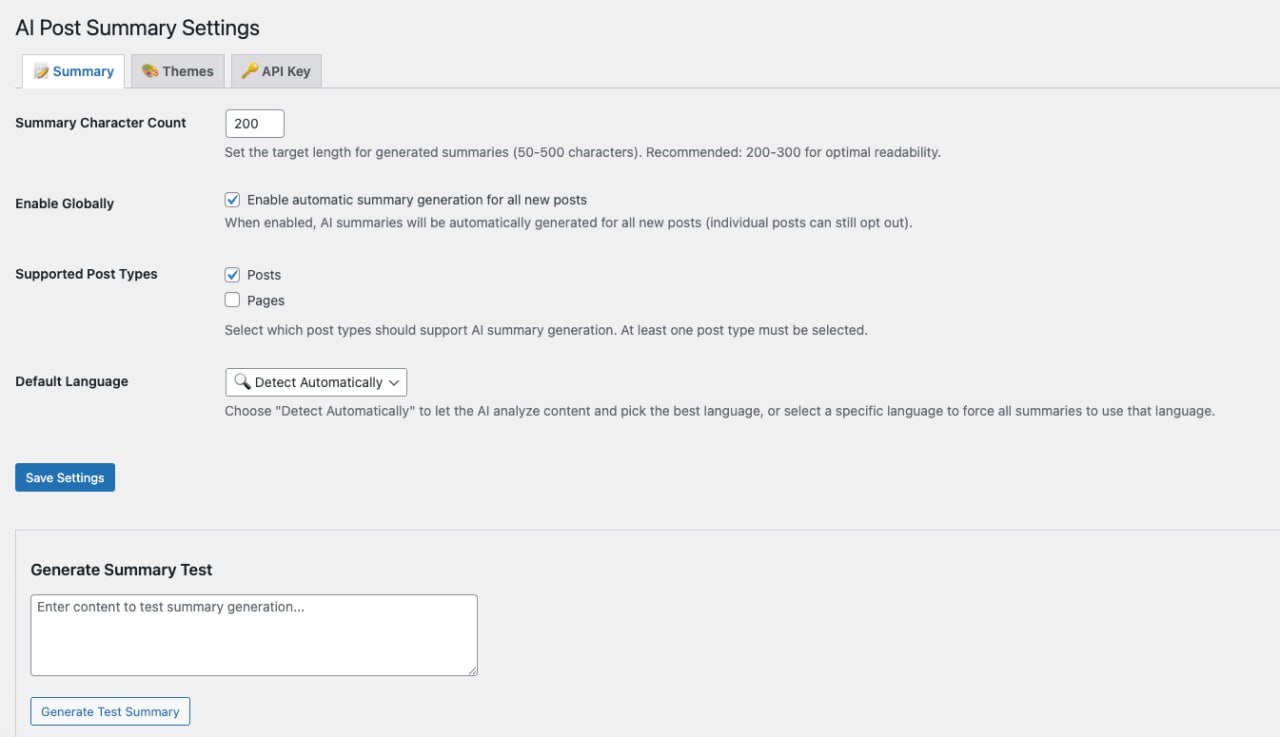 AI Post Summary Settings
Summary
Themes
API Key
Summary Character Count
200
Set the target length for generated summaries (50-500 characters). Recommended: 200-300 for optimal readability.
Enable Globally
Enable automatic summary generation for all new posts
When enabled, AI summaries will be automatically generated for all new posts (individual posts can still opt out).
Supported Post Types
Posts
Pages
Select which post types should support AI summary generation. At least one post type must be selected.
Default Language
Detect Automatically
Choose "Detect Automatically" to let the AI analyze content and pick the best language, or select a specific language to force all summaries to use that language.
Save Settings
Generate Summary Test
Enter content to test summary generation...
Generate Test Summary